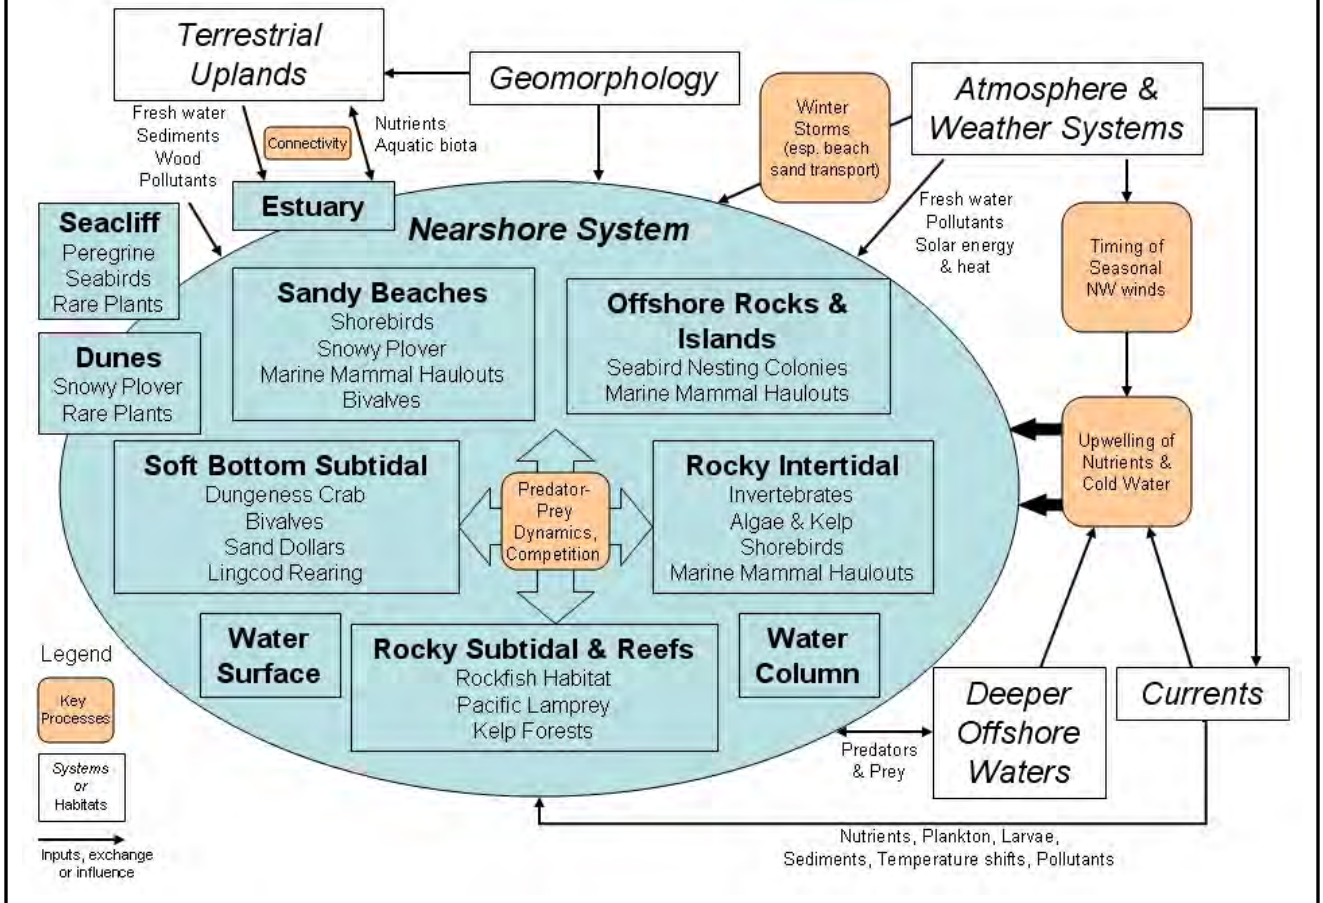 Terrestrial
Uplands
Geomorphology
Atmosphere &
Weather Systems
Winter
Storms
(esp. beach
sand transport)
Fresh water
Sediments
Wood
Pollutants
Connectivity
Nutrients
Aquatic biota
Estuary
Nearshore System
Fresh water
Pollutants
Solar energy
& heat
Timing of
Seasonal
NW winds
Seacliff
Peregrine
Seabirds
Rare Plants
Dunes
Snowy Plover
Rare Plants
Sandy Beaches
Shorebirds
Snowy Plover
Marine Mammal Haulouts
Bivalves
Offshore Rocks &
Islands
Seabird Nesting Colonies
Marine Mammal Haulouts
Upwelling of
Nutrients &
Cold Water
Soft Bottom Subtidal
Dungeness Crab
Bivalves
Sand Dollars
Lingcod Rearing
Predator-
Prey
Dynamics,
Competition
Rocky Intertidal
Invertebrates
Algae & Kelp
Shorebirds
Marine Mammal Haulouts
Water
Surface
Rocky Subtidal & Reefs
Rockfish Habitat
Pacific Lamprey
Kelp Forests
Water
Column
Deeper
Offshore
Waters
Currents
Predators
& Prey
Nutrients, Plankton, Larvae,
Sediments, Temperature shifts, Pollutants
Legend
Key
Processes
Systems
or
Habitats
Inputs, exchange
or influence